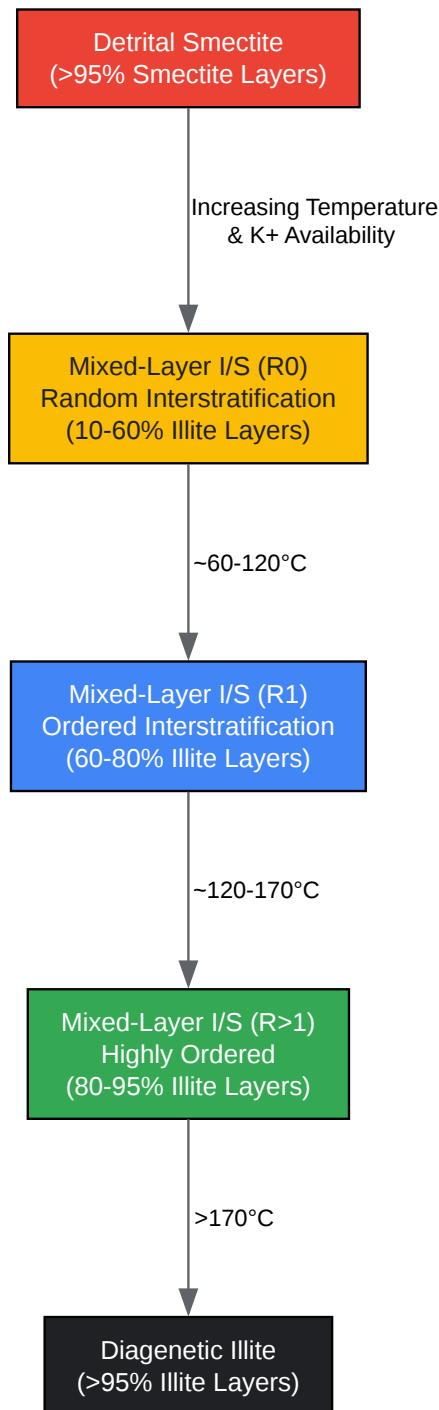 Detrital Smectite
(>95% Smectite Layers)
Increasing Temperature
& K+ Availability
Mixed-Layer I/S (R0)
Random Interstratification
(10-60% Illite Layers)
~60-120°C
Mixed-Layer I/S (R1)
Ordered Interstratification
(60-80% Illite Layers)
~120-170°C
Mixed-Layer I/S (R>1)
Highly Ordered
(80-95% Illite Layers)
>170°C
Diagenetic Illite
(>95% Illite Layers)